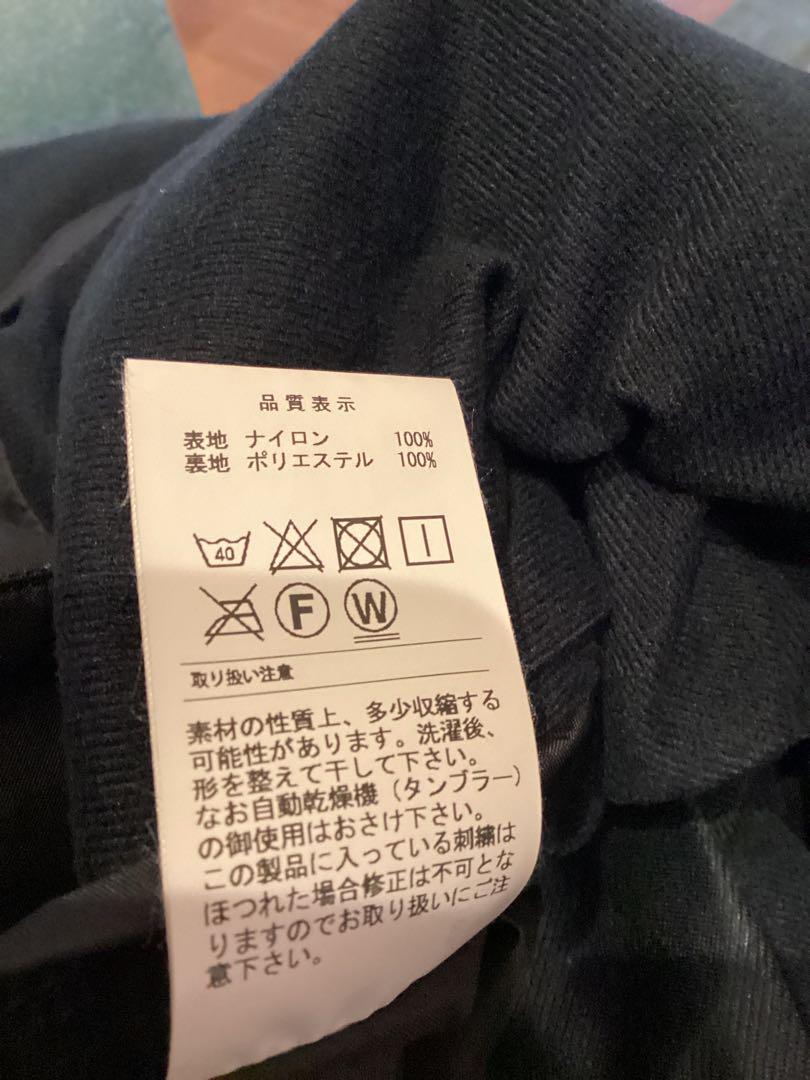 品質表示
表地 ナイロン 100%
裏地 ポリエステル 100%
40
F W
取り扱い注意
素材の性質上、多少収縮する
可能性があります。洗濯後、
形を整えて干して下さい。
なお自動乾燥機（タンブラー）
の御使用はおさけ下さい。
この製品に入っている刺繍は
ほつれた場合修正は不可とな
りますのでお取り扱いにご注
意下さい。